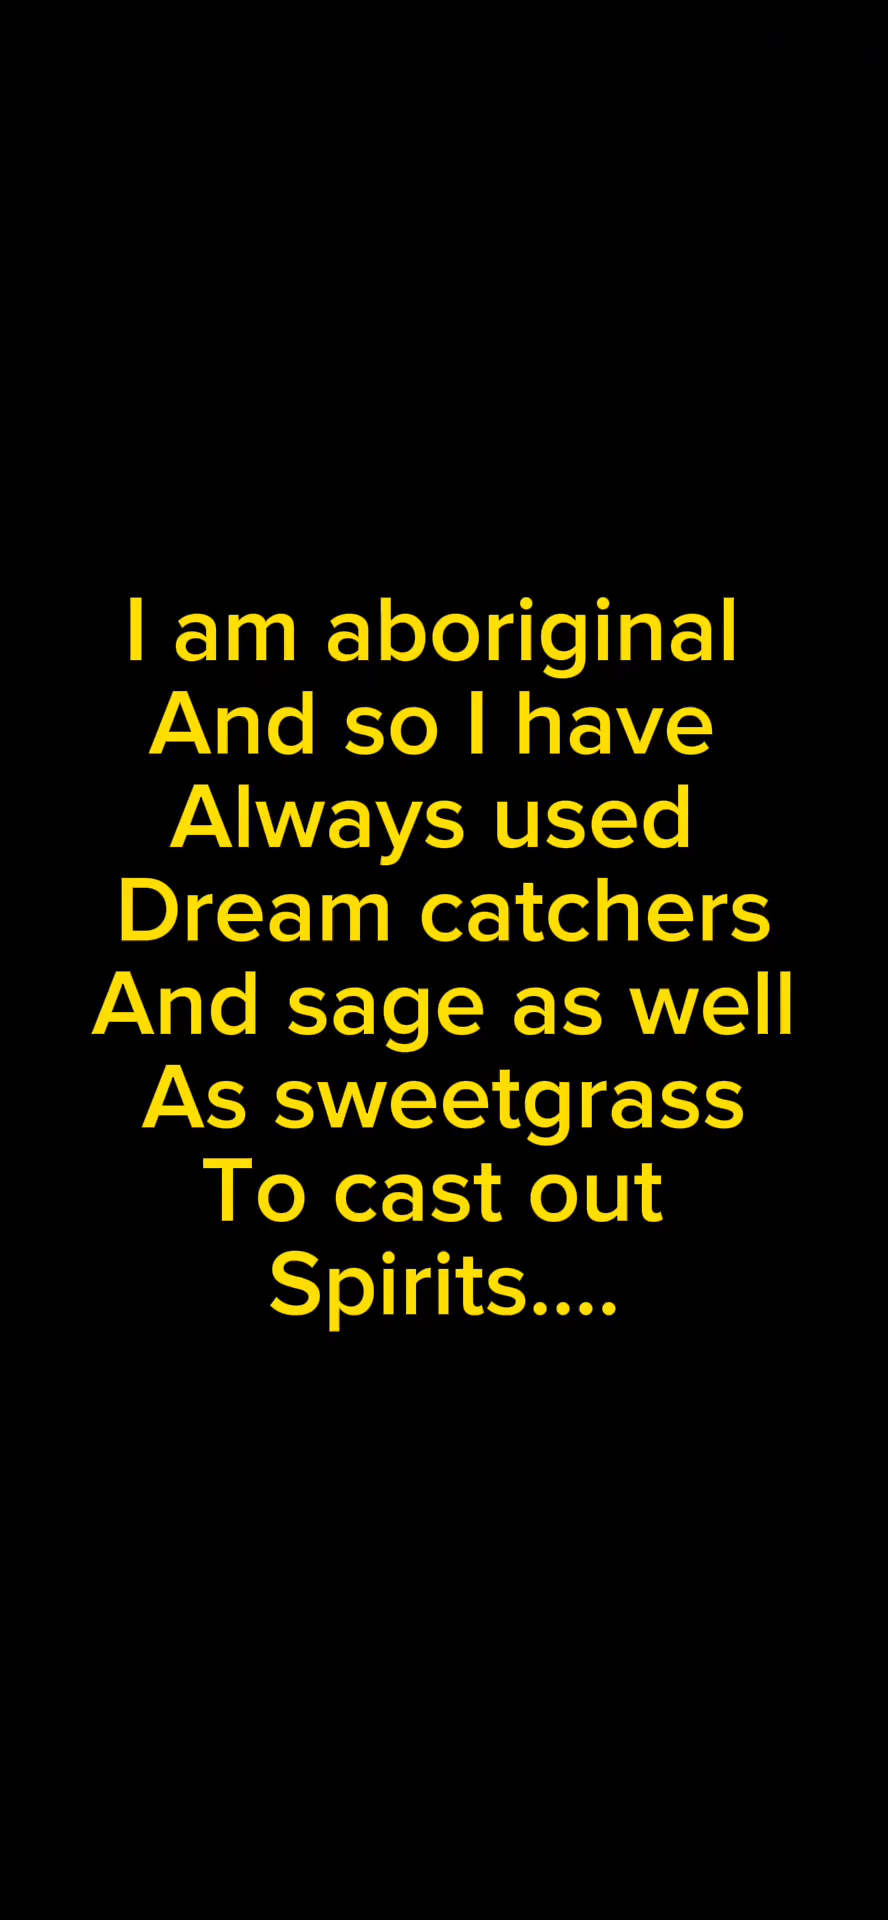 I am aboriginal
And so I have
Always used
Dream catchers
And sage as well
As sweetgrass
To cast out
Spirits....